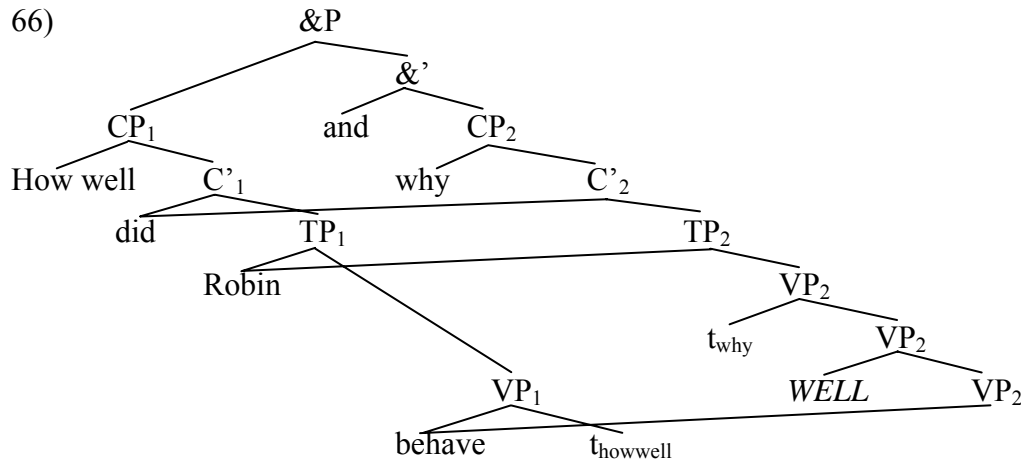 66) &P
&’
CP₁ and CP₂
How well C’₁ why C’₂
did TP₁ TP₂
Robin VP₂
t_why VP₂
VP₁ WELL VP₂
behave t_howwell